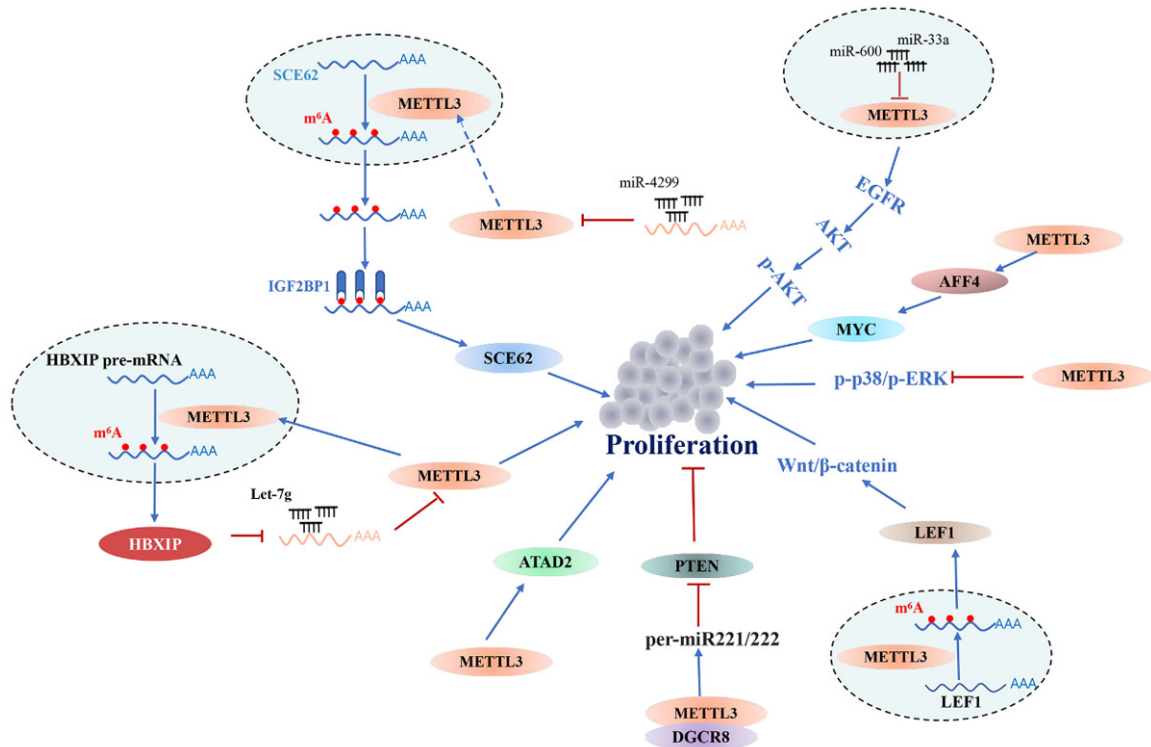 SCE62
AAA
METTL3
m⁶A
AAA
AAA
METTL3
miR-4299
AAA
IGF2BP1
AAA
SCE62
miR-33a
miR-600
METTL3
EGFR
AKT
p-AKT
METTL3
AFF4
MYC
p-p38/p-ERK
METTL3
HBXIP pre-mRNA
AAA
METTL3
m⁶A
AAA
METTL3
Let-7g
AAA
HBXIP
Proliferation
Wnt/β-catenin
LEF1
m⁶A
AAA
METTL3
AAA
LEF1
ATAD2
METTL3
PTEN
per-miR221/222
METTL3
DGCR8